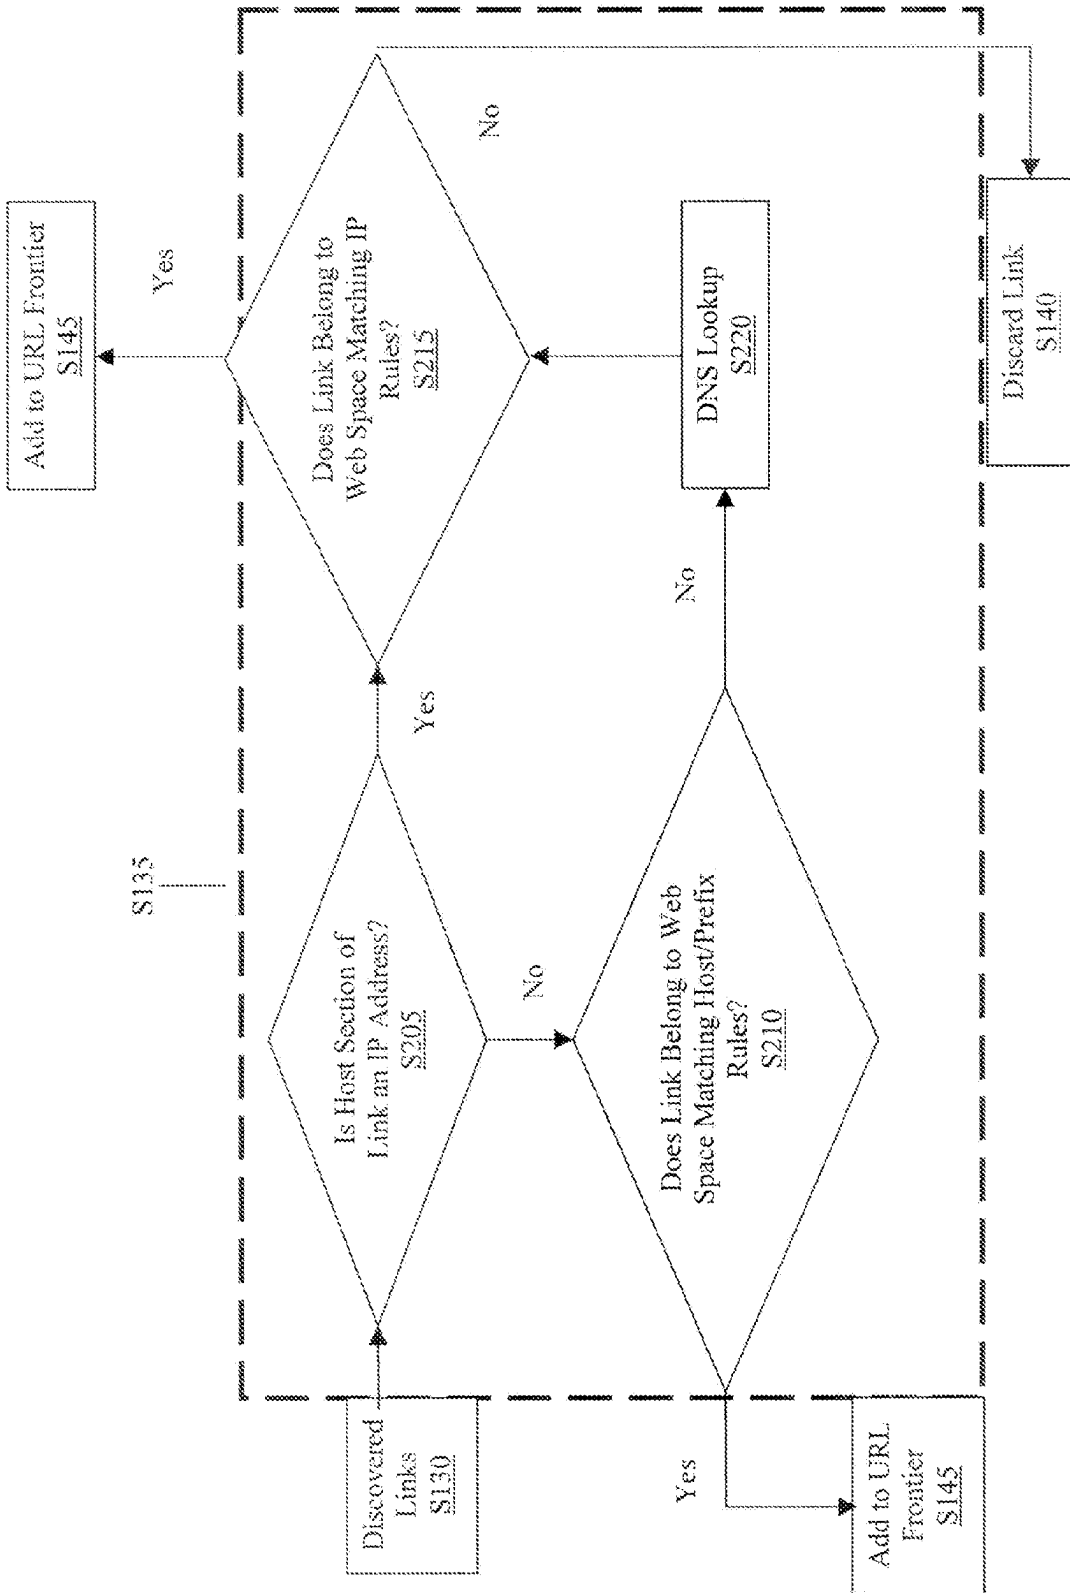 Discovered
Links
S130
S135
Is Host Section of
Link an IP Address?
S205
Yes
No
Does Link Belong to
Web Space Matching IP
Rules?
S215
Yes
Add to URL Frontier
S145
No
Does Link Belong to Web
Space Matching Host/Prefix
Rules?
S210
No
DNS Lookup
S220
Yes
Add to URL
Frontier
S145
Discard Link
S140